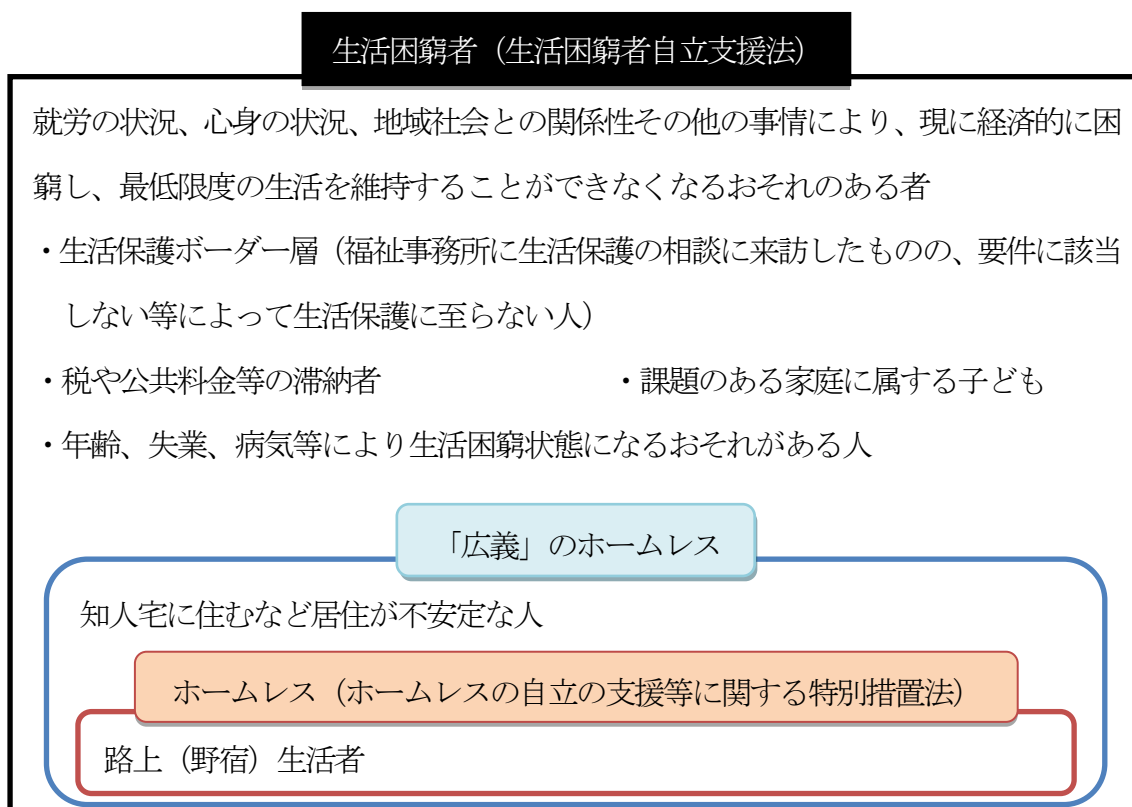 生活困窮者（生活困窮者自立支援法）
就労の状況、心身の状況、地域社会との関係性その他の事情により、現に経済的に困
窮し、最低限度の生活を維持することができなくなるおそれのある者
・生活保護ボーダー層（福祉事務所に生活保護の相談に来訪したものの、要件に該当
しない等によって生活保護に至らない人）
・税や公共料金等の滞納者　・課題のある家庭に属する子ども
・年齢、失業、病気等により生活困窮状態になるおそれがある人
「広義」のホームレス
知人宅に住むなど居住が不安定な人
ホームレス（ホームレスの自立の支援等に関する特別措置法）
路上（野宿）生活者